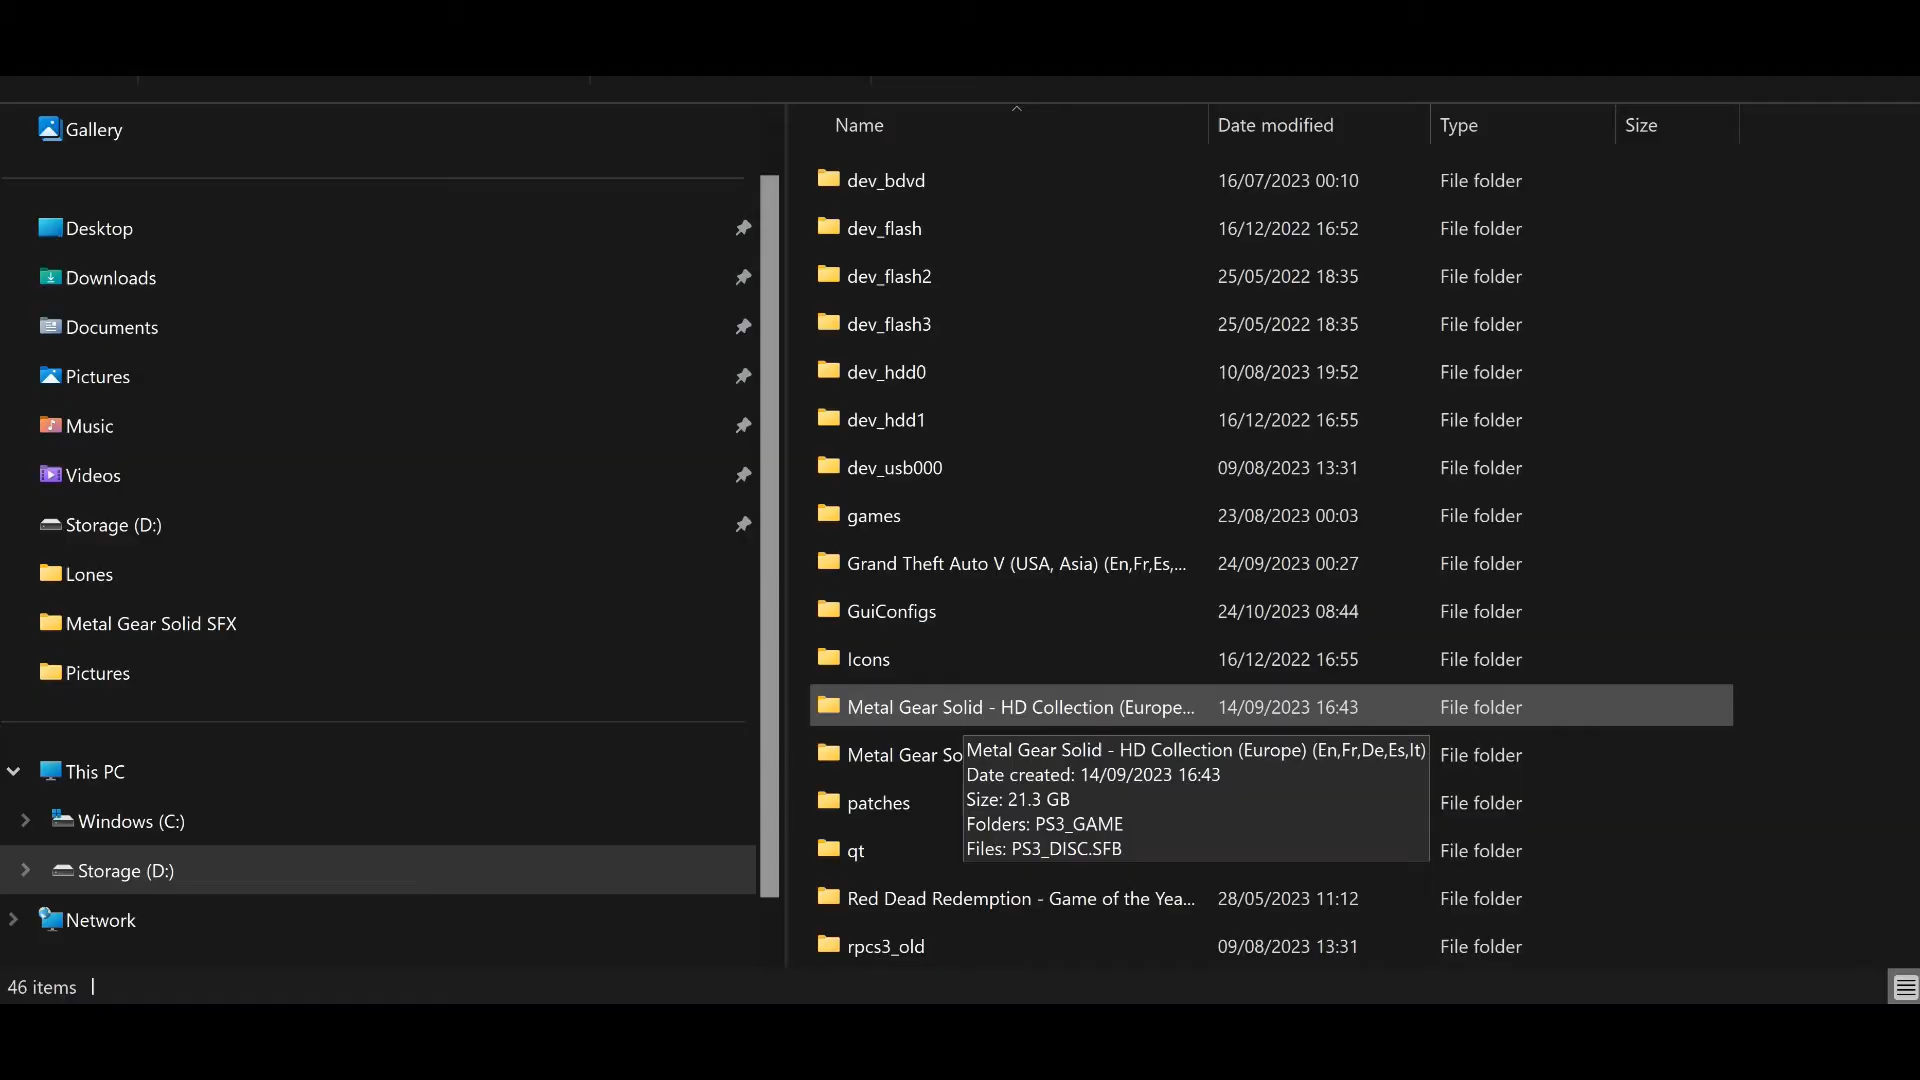 Gallery
Desktop
Downloads
Documents
Pictures
Music
Videos
Storage (D:)
Lones
Metal Gear Solid SFX
Pictures
This PC
Windows (C:)
Storage (D:)
Network
46 items
Name Date modified Type Size
dev_bdvd 16/07/2023 00:10 File folder
dev_flash 16/12/2022 16:52 File folder
dev_flash2 25/05/2022 18:35 File folder
dev_flash3 25/05/2022 18:35 File folder
dev_hdd0 10/08/2023 19:52 File folder
dev_hdd1 16/12/2022 16:55 File folder
dev_usb000 09/08/2023 13:31 File folder
games 23/08/2023 00:03 File folder
Grand Theft Auto V (USA, Asia) (En,Fr,Es,... 24/09/2023 00:27 File folder
GuiConfigs 24/10/2023 08:44 File folder
Icons 16/12/2022 16:55 File folder
Metal Gear Solid - HD Collection (Europe... 14/09/2023 16:43 File folder
Metal Gear So File folder
patches File folder
qt File folder
Metal Gear Solid - HD Collection (Europe) (En,Fr,De,Es,It)
Date created: 14/09/2023 16:43
Size: 21.3 GB
Folders: PS3_GAME
Files: PS3_DISC.SFB
Red Dead Redemption - Game of the Yea... 28/05/2023 11:12 File folder
rpcs3_old 09/08/2023 13:31 File folder